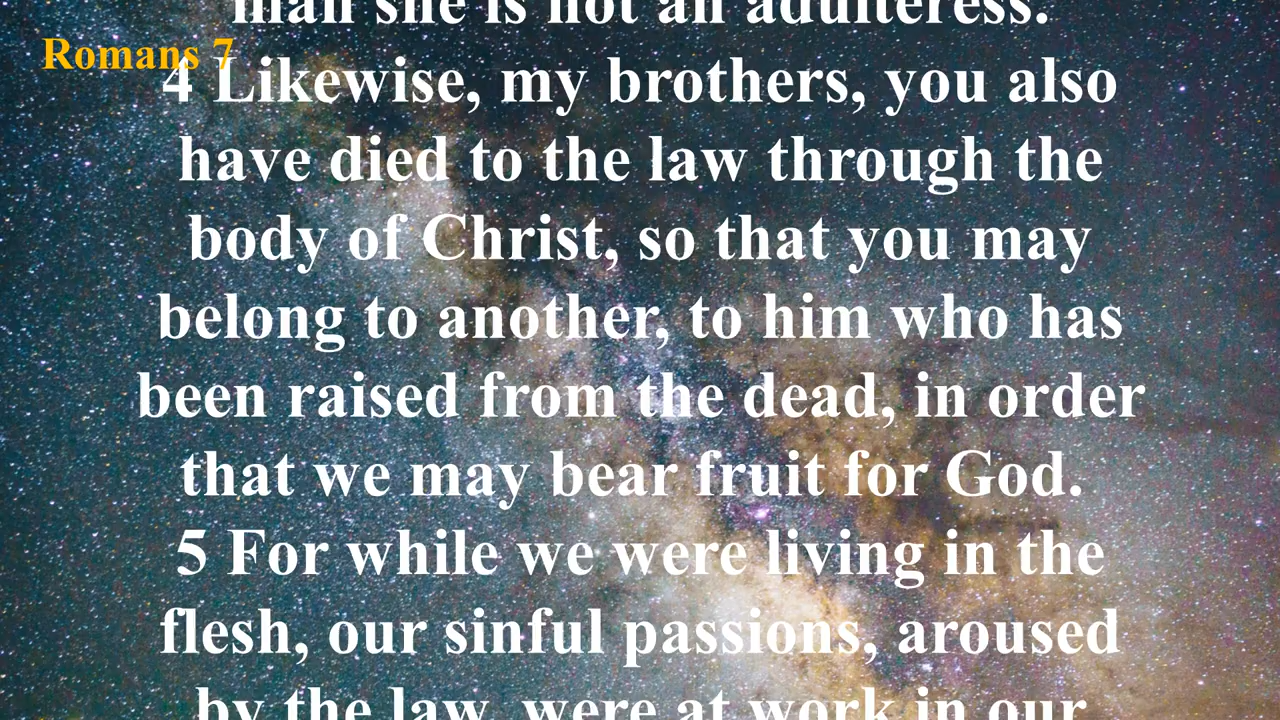 man she is not an adulteress.
Romans 7
4 Likewise, my brothers, you also
have died to the law through the
body of Christ, so that you may
belong to another, to him who has
been raised from the dead, in order
that we may bear fruit for God.
5 For while we were living in the
flesh, our sinful passions, aroused
by the law, were at work in our